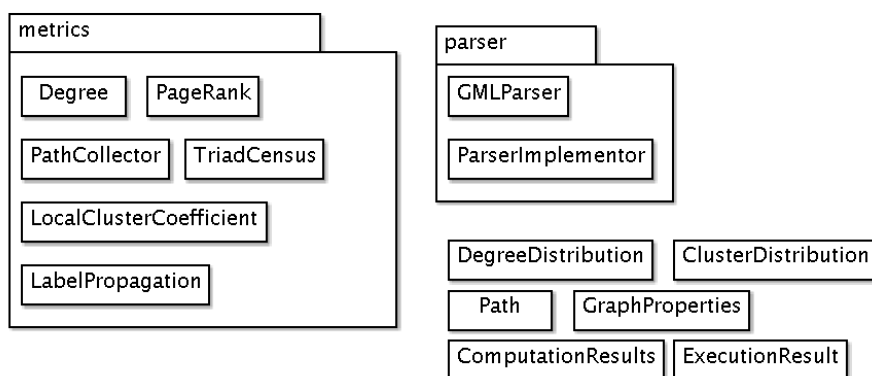 metrics
Degree PageRank
PathCollector TriadCensus
LocalClusterCoefficient
LabelPropagation
parser
GMLParser
ParserImplementor
DegreeDistribution ClusterDistribution
Path GraphProperties
ComputationResults ExecutionResult